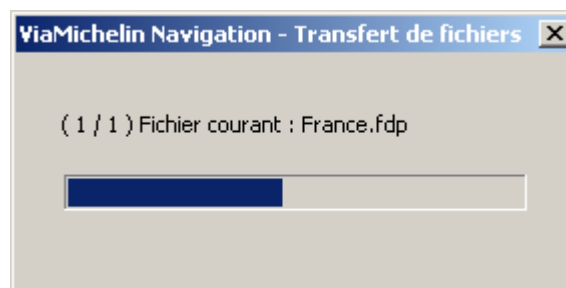 ViaMichelin Navigation - Transfert de fichiers
( 1 / 1 ) Fichier courant : France.fdp